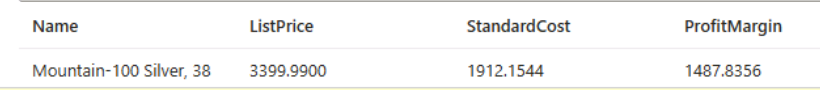 Name ListPrice StandardCost ProfitMargin
Mountain-100 Silver, 38 3399.9900 1912.1544 1487.8356